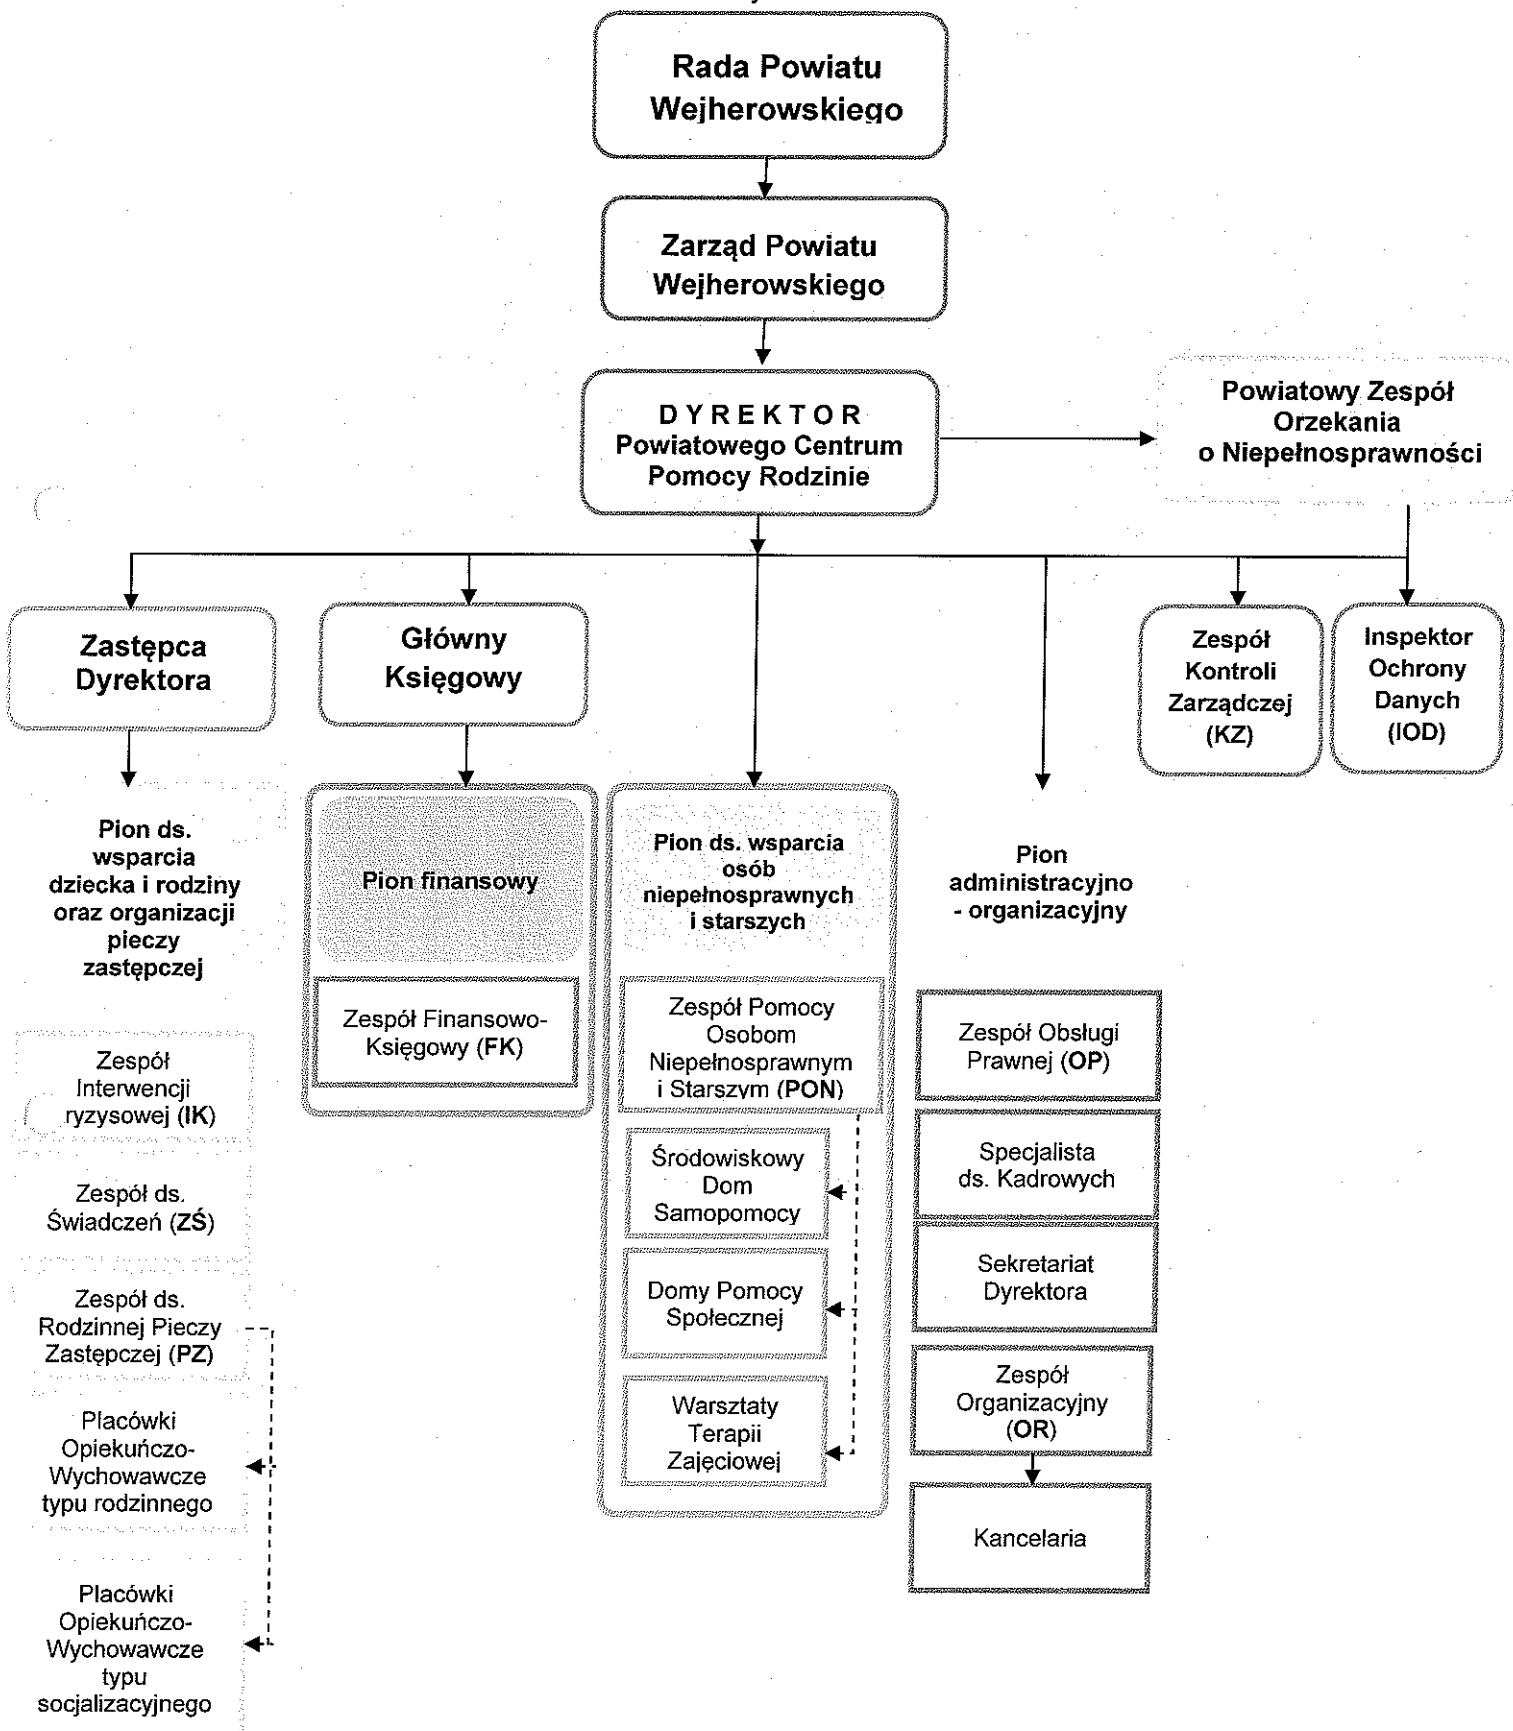 Rada Powiatu
Wejherowskiego
Zarząd Powiatu
Wejherowskiego
D Y R E K T O R
Powiatowego Centrum
Pomocy Rodzinie
Powiatowy Zespół
Orzekania
o Niepełnosprawności
Zastępca
Dyrektora
Główny
Księgowy
Zespół
Kontroli
Zarządczej
(KZ)
Inspektor
Ochrony
Danych
(IOD)
Pion ds.
wsparcia
dziecka i rodziny
oraz organizacji
pieczy
zastępczej
Pion finansowy
Pion ds. wsparcia
osób
niepełnosprawnych
i starszych
Pion
administracyjno
- organizacyjny
Zespół
Interwencji
ryzysowej (IK)
Zespół ds.
Świadczeń (ZŚ)
Zespół ds.
Rodzinnej Pieczy
Zastępczej (PZ)
Placówki
Opiekuńczo-
Wychowawcze
typu rodzinnego
Placówki
Opiekuńczo-
Wychowawcze
typu
socjalizacyjnego
Zespół Finansowo-
Księgowy (FK)
Zespół Pomocy
Osobom
Niepełnosprawnym
i Starszym (PON)
Środowiskowy
Dom
Samopomocy
Domy Pomocy
Społecznej
Warsztaty
Terapii
Zajęciowej
Zespół Obsługi
Prawnej (OP)
Specjalista
ds. Kadrowych
Sekretariat
Dyrektora
Zespół
Organizacyjny
(OR)
Kancelaria